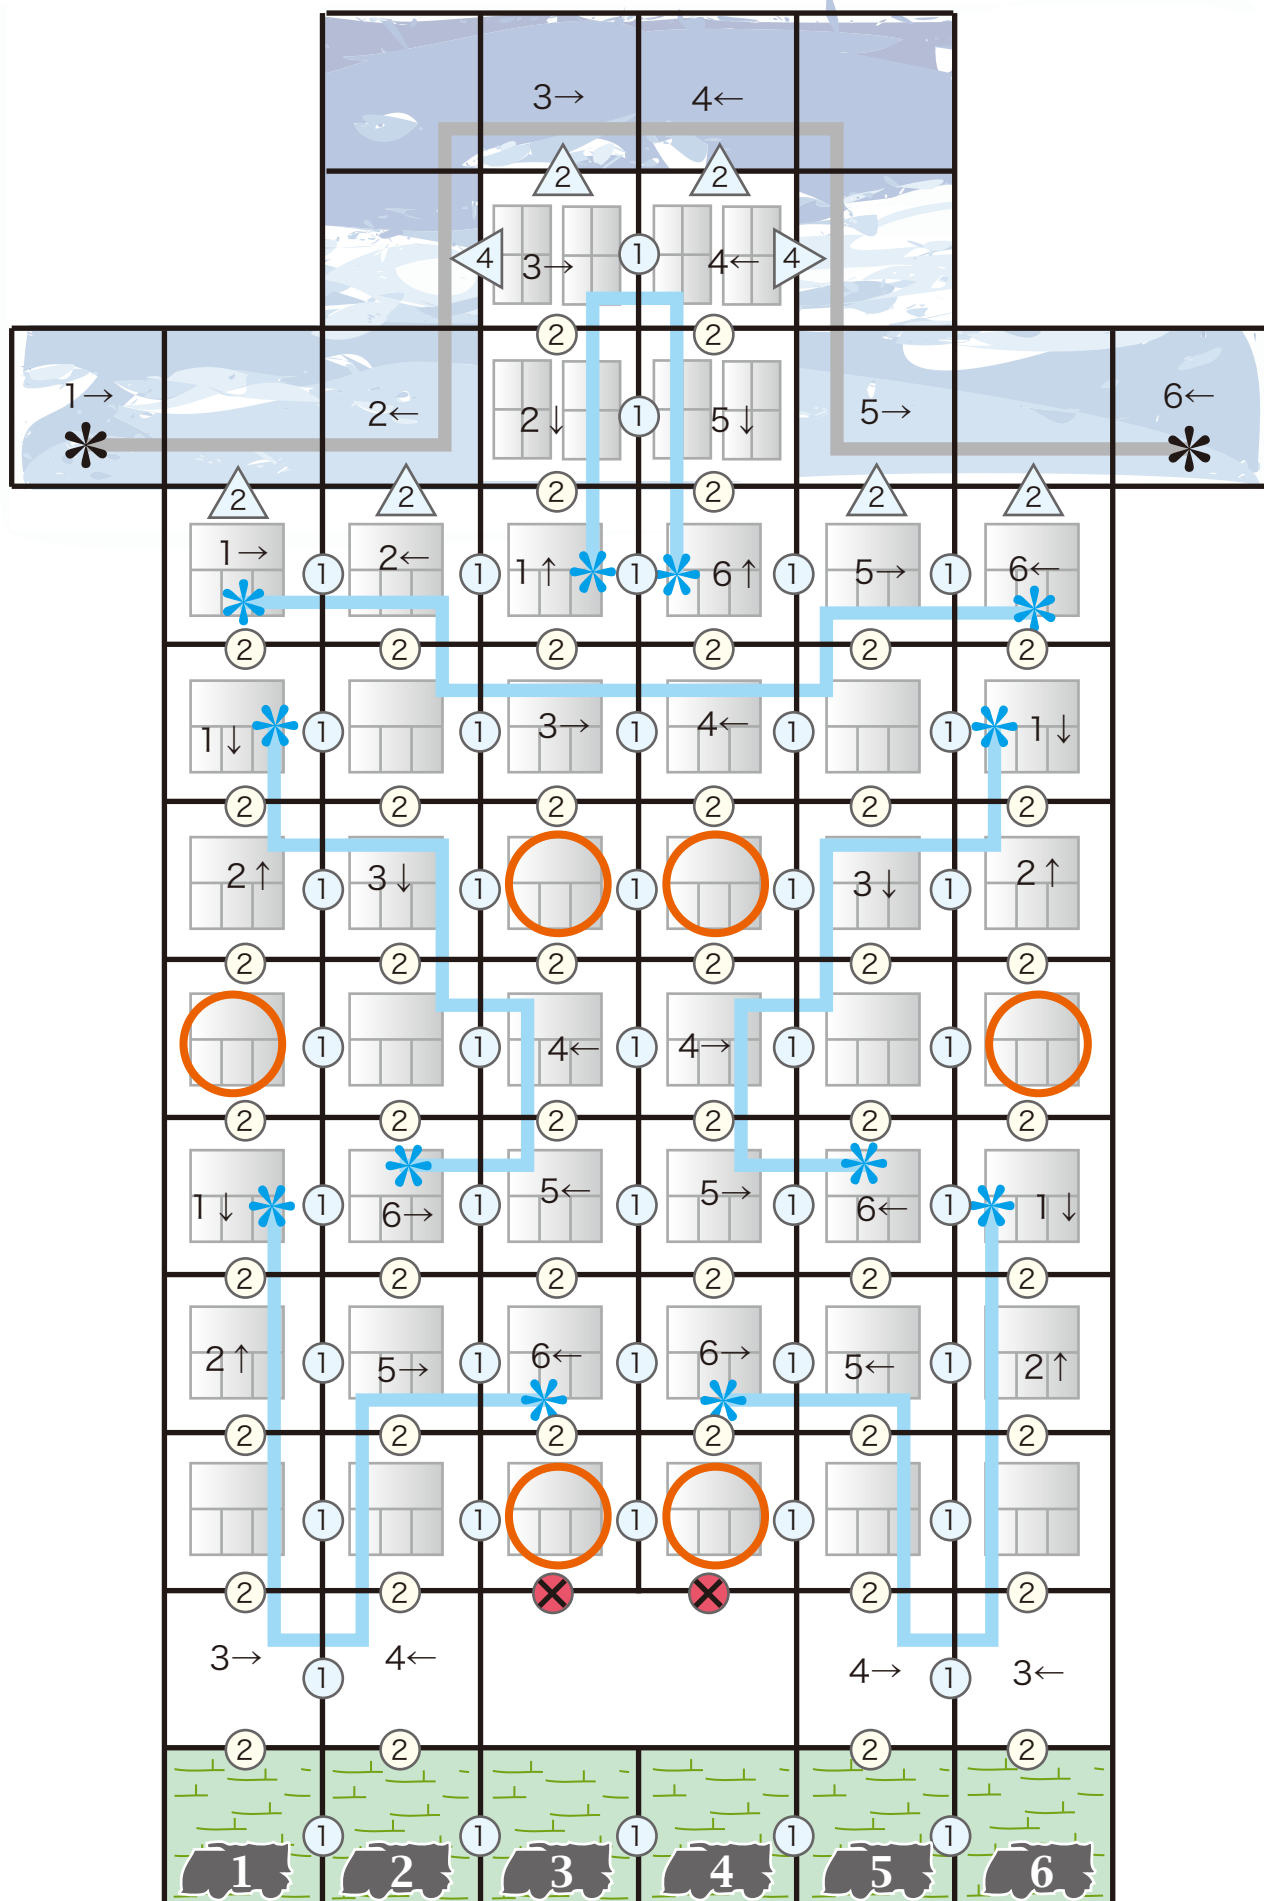 3→ 4←
2 2
4 3→ 1 4← 4
2 2
1→ 2← 2↓ 1 5↓ 5→ 6←
2 2 2 2 2 2
1→ 1 2← 1 1↑ 1 6↑ 1 5→ 1 6←
2 2 2 2 2 2
1↓ 1 1 3→ 1 4← 1 1 1↓
2 2 2 2 2 2
2↑ 1 3↓ 1 1 1 3↓ 1 2↑
2 2 2 2 2 2
1 1 4← 1 4→ 1 1
2 2 2 2 2 2
1↓ 1 6→ 1 5← 1 5→ 1 6← 1 1↓
2 2 2 2 2 2
2↑ 1 5→ 1 6← 1 6→ 1 5← 1 2↑
2 2 2 2 2 2
1 1 1 1 1
2 2 2 2
3→ 1 4← 4→ 1 3←
2 2 2 2
1 1 1 1 1
1 2 3 4 5 6